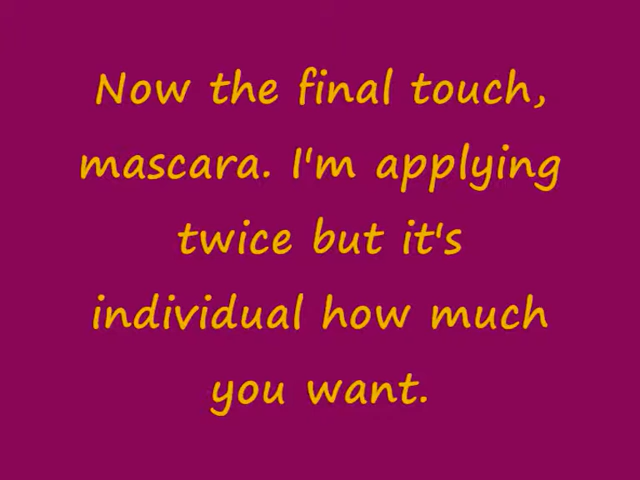 Now the final touch,
mascara. I'm applying
twice but it's
individual how much
you want.